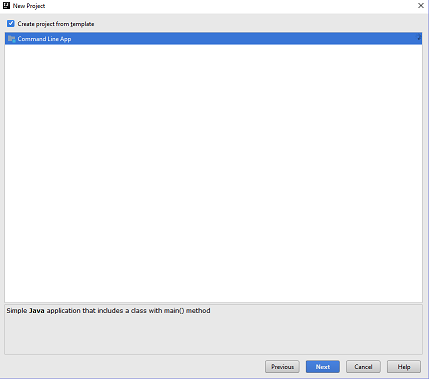 New Project
Create project from template
Command Line App
Simple Java application that includes a class with main() method
Previous
Next
Cancel
Help